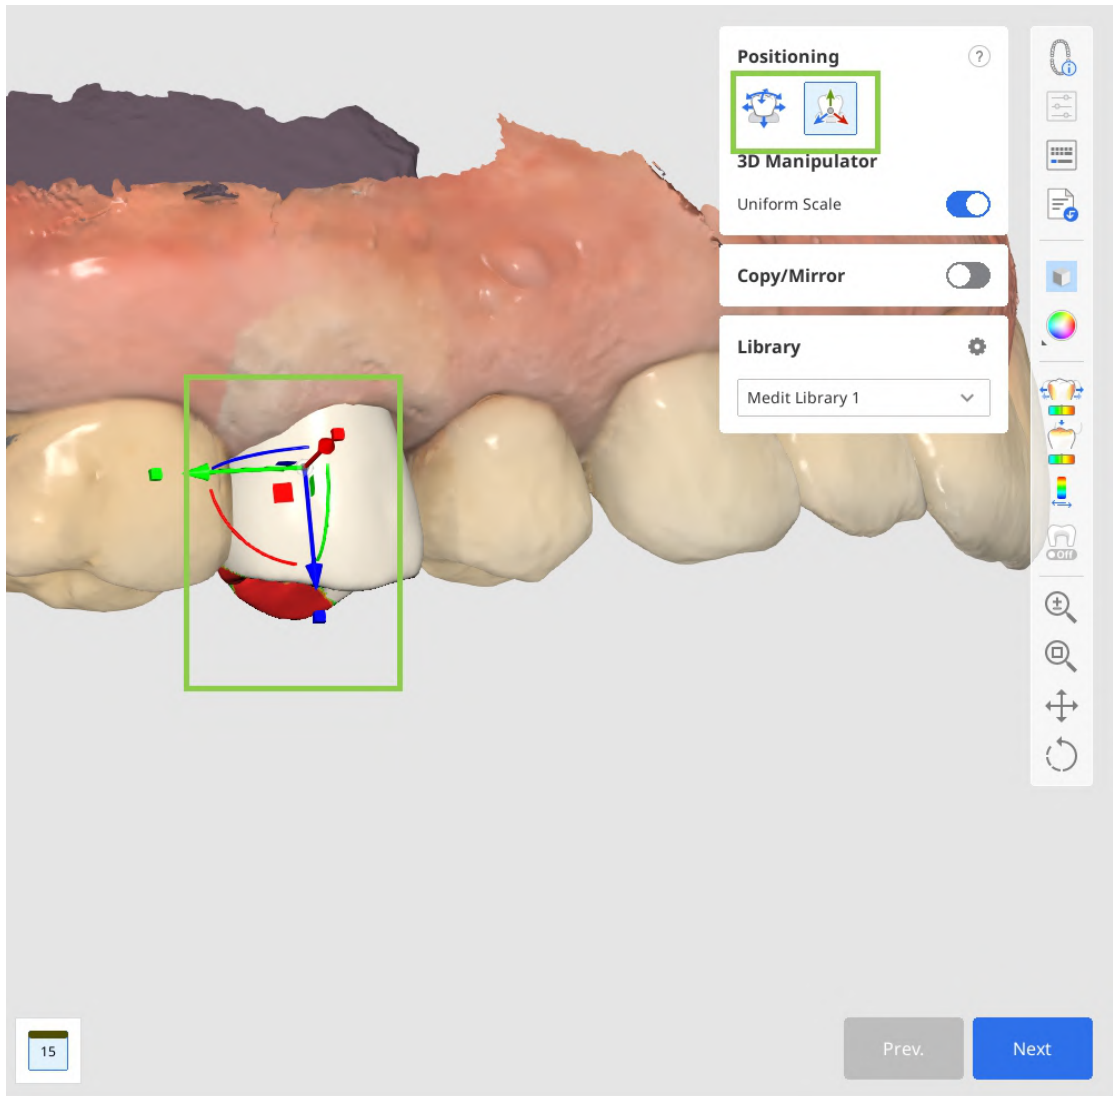 Positioning
?
3D Manipulator
Uniform Scale
Copy/Mirror
Library
Medit Library 1
Off
15
Prev.
Next